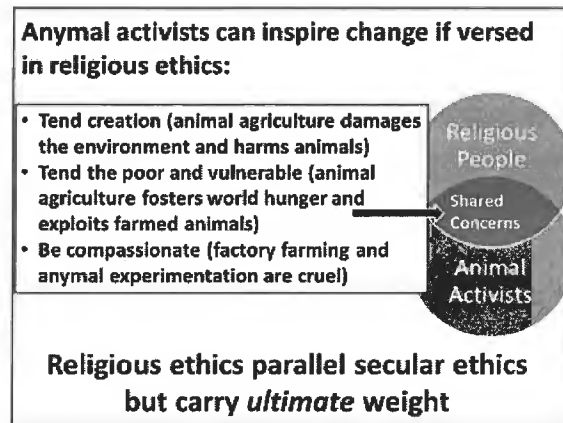 Anymal activists can inspire change if versed
in religious ethics:
• Tend creation (animal agriculture damages
the environment and harms animals)
• Tend the poor and vulnerable (animal
agriculture fosters world hunger and
exploits farmed animals)
• Be compassionate (factory farming and
anymal experimentation are cruel)
Religious
People
Shared
Concerns
Animal
Activists
Religious ethics parallel secular ethics
but carry ultimate weight